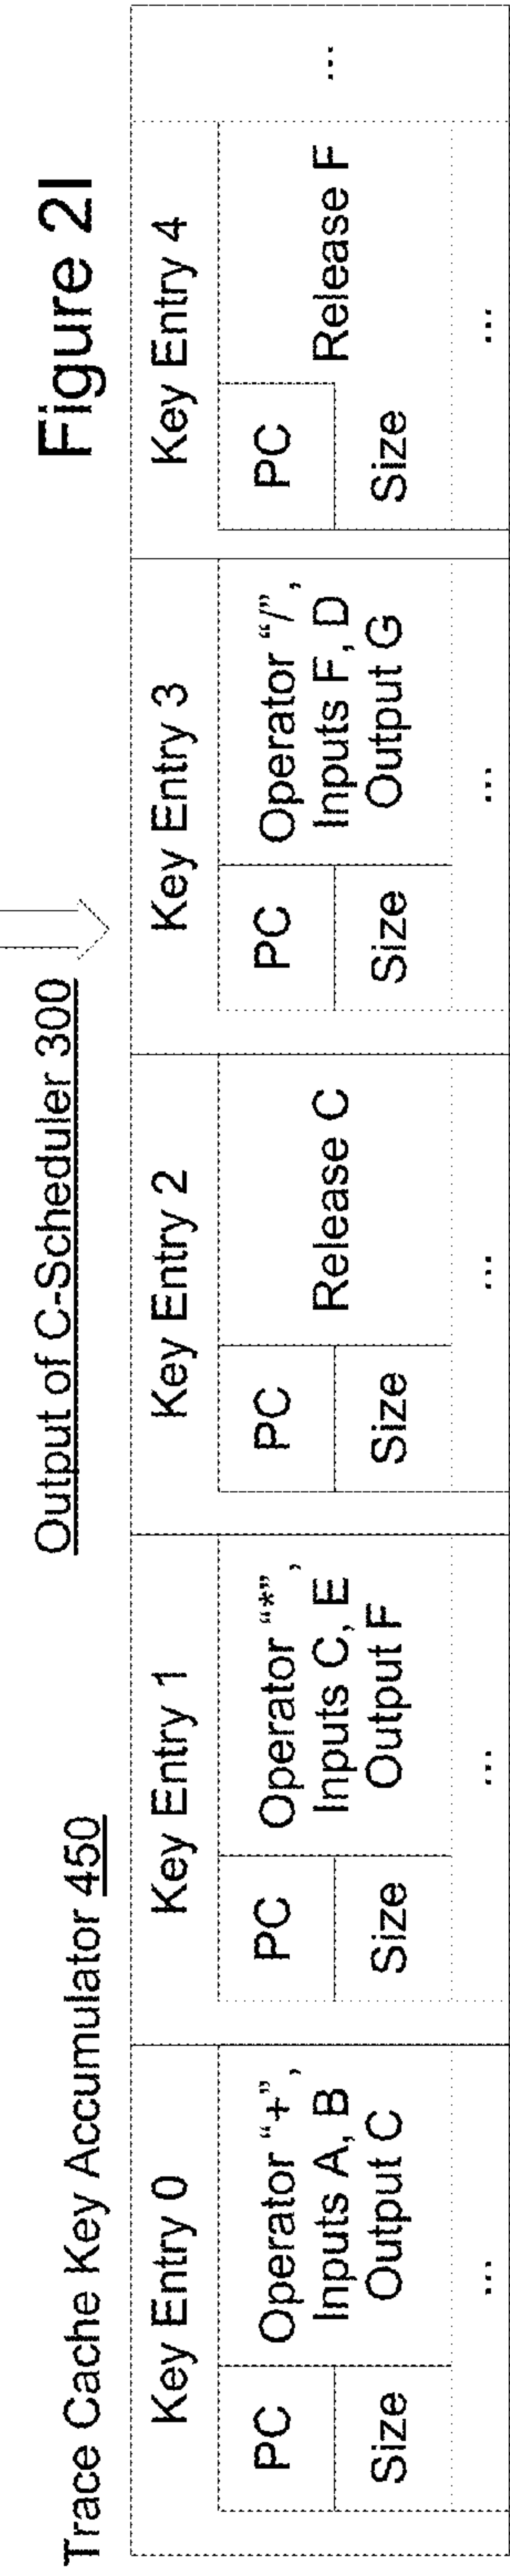 Figure 2I
Output of C-Scheduler 300
Trace Cache Key Accumulator 450
Key Entry 0
PC
Size
Operator “+”,
Inputs A, B
Output C
...
Key Entry 1
PC
Size
Operator “*”,
Inputs C, E
Output F
...
Key Entry 2
PC
Size
Release C
...
Key Entry 3
PC
Size
Operator “/”,
Inputs F, D
Output G
...
Key Entry 4
PC
Size
Release F
...
...